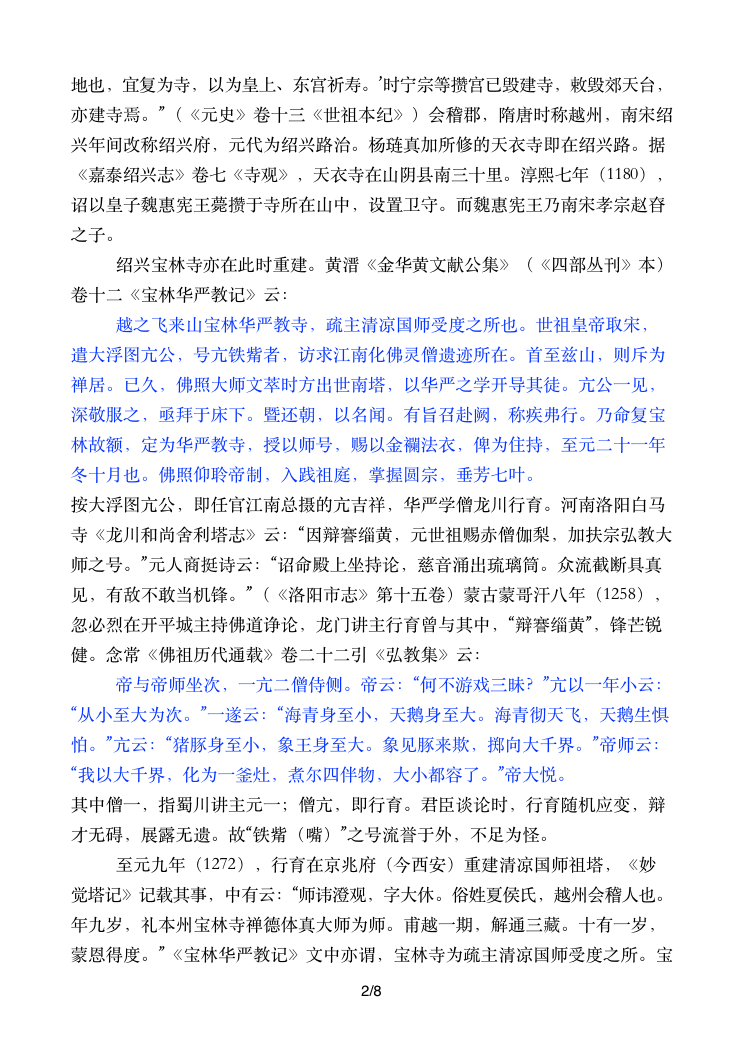 地也，宜复为寺，以为皇上、东宫祈寿。’时宁宗等攒宫已毁建寺，敕毁郊天台，
亦建寺焉。”（《元史》卷十三《世祖本纪》）会稽郡，隋唐时称越州，南宋绍
兴年间改称绍兴府，元代为绍兴路治。杨琏真加所修的天衣寺即在绍兴路。据
《嘉泰绍兴志》卷七《寺观》，天衣寺在山阴县南三十里。淳熙七年（1180），
诏以皇子魏惠宪王薨攒于寺所在山中，设置卫守。而魏惠宪王乃南宋孝宗赵昚
之子。
绍兴宝林寺亦在此时重建。黄溍《金华黄文献公集》（《四部丛刊》本）
卷十二《宝林华严教记》云：
越之飞来山宝林华严教寺，疏主清凉国师受度之所也。世祖皇帝取宋，
遣大浮图亢公，号亢铁觜者，访求江南化佛灵僧遗迹所在。首至兹山，则斥为
禅居。已久，佛照大师文萃时方出世南塔，以华严之学开导其徒。亢公一见，
深敬服之，亟拜于床下。暨还朝，以名闻。有旨召赴阙，称疾弗行。乃命复宝
林故额，定为华严教寺，授以师号，赐以金襕法衣，俾为住持，至元二十一年
冬十月也。佛照仰聆帝制，入践祖庭，掌握圆宗，垂芳七叶。
按大浮图亢公，即任官江南总摄的亢吉祥，华严学僧龙川行育。河南洛阳白马
寺《龙川和尚舍利塔志》云：“因辩謇缁黄，元世祖赐赤僧伽梨，加扶宗弘教大
师之号。”元人商挺诗云：“诏命殿上坐持论，慈音涌出琉璃筒。众流截断具真
见，有敌不敢当机锋。”（《洛阳市志》第十五卷）蒙古蒙哥汗八年（1258），
忽必烈在开平城主持佛道诤论，龙门讲主行育曾与其中，“辩謇缁黄”，锋芒锐
健。念常《佛祖历代通载》卷二十二引《弘教集》云：
帝与帝师坐次，一亢二僧侍侧。帝云：“何不游戏三昧？”亢以一年小云：
“从小至大为次。”一遂云：“海青身至小，天鹅身至大。海青彻天飞，天鹅生惧
怕。”亢云：“猪豚身至小，象王身至大。象见豚来欺，掷向大千界。”帝师云：
“我以大千界，化为一釜灶，煮尔四伴物，大小都容了。”帝大悦。
其中僧一，指蜀川讲主元一；僧亢，即行育。君臣谈论时，行育随机应变，辩
才无碍，展露无遗。故“铁觜（嘴）”之号流誉于外，不足为怪。
至元九年（1272），行育在京兆府（今西安）重建清凉国师祖塔，《妙
觉塔记》记载其事，中有云：“师讳澄观，字大休。俗姓夏侯氏，越州会稽人也。
年九岁，礼本州宝林寺禅德体真大师为师。甫越一期，解通三藏。十有一岁，
蒙恩得度。”《宝林华严教记》文中亦谓，宝林寺为疏主清凉国师受度之所。宝
2/8